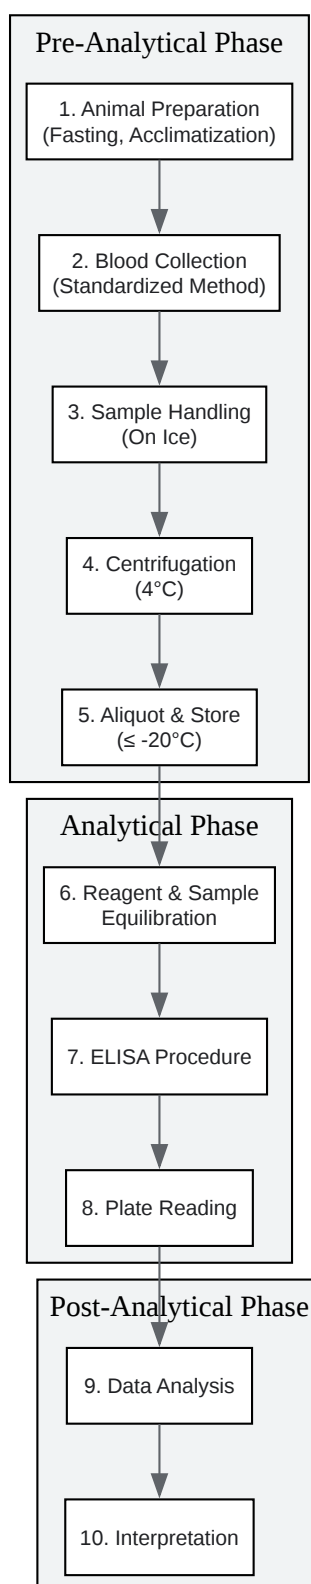 Pre-Analytical Phase
1. Animal Preparation
(Fasting, Acclimatization)
2. Blood Collection
(Standardized Method)
3. Sample Handling
(On Ice)
4. Centrifugation
(4°C)
5. Aliquot & Store
(≤ -20°C)
Analytical Phase
6. Reagent & Sample
Equilibration
7. ELISA Procedure
8. Plate Reading
Post-Analytical Phase
9. Data Analysis
10. Interpretation